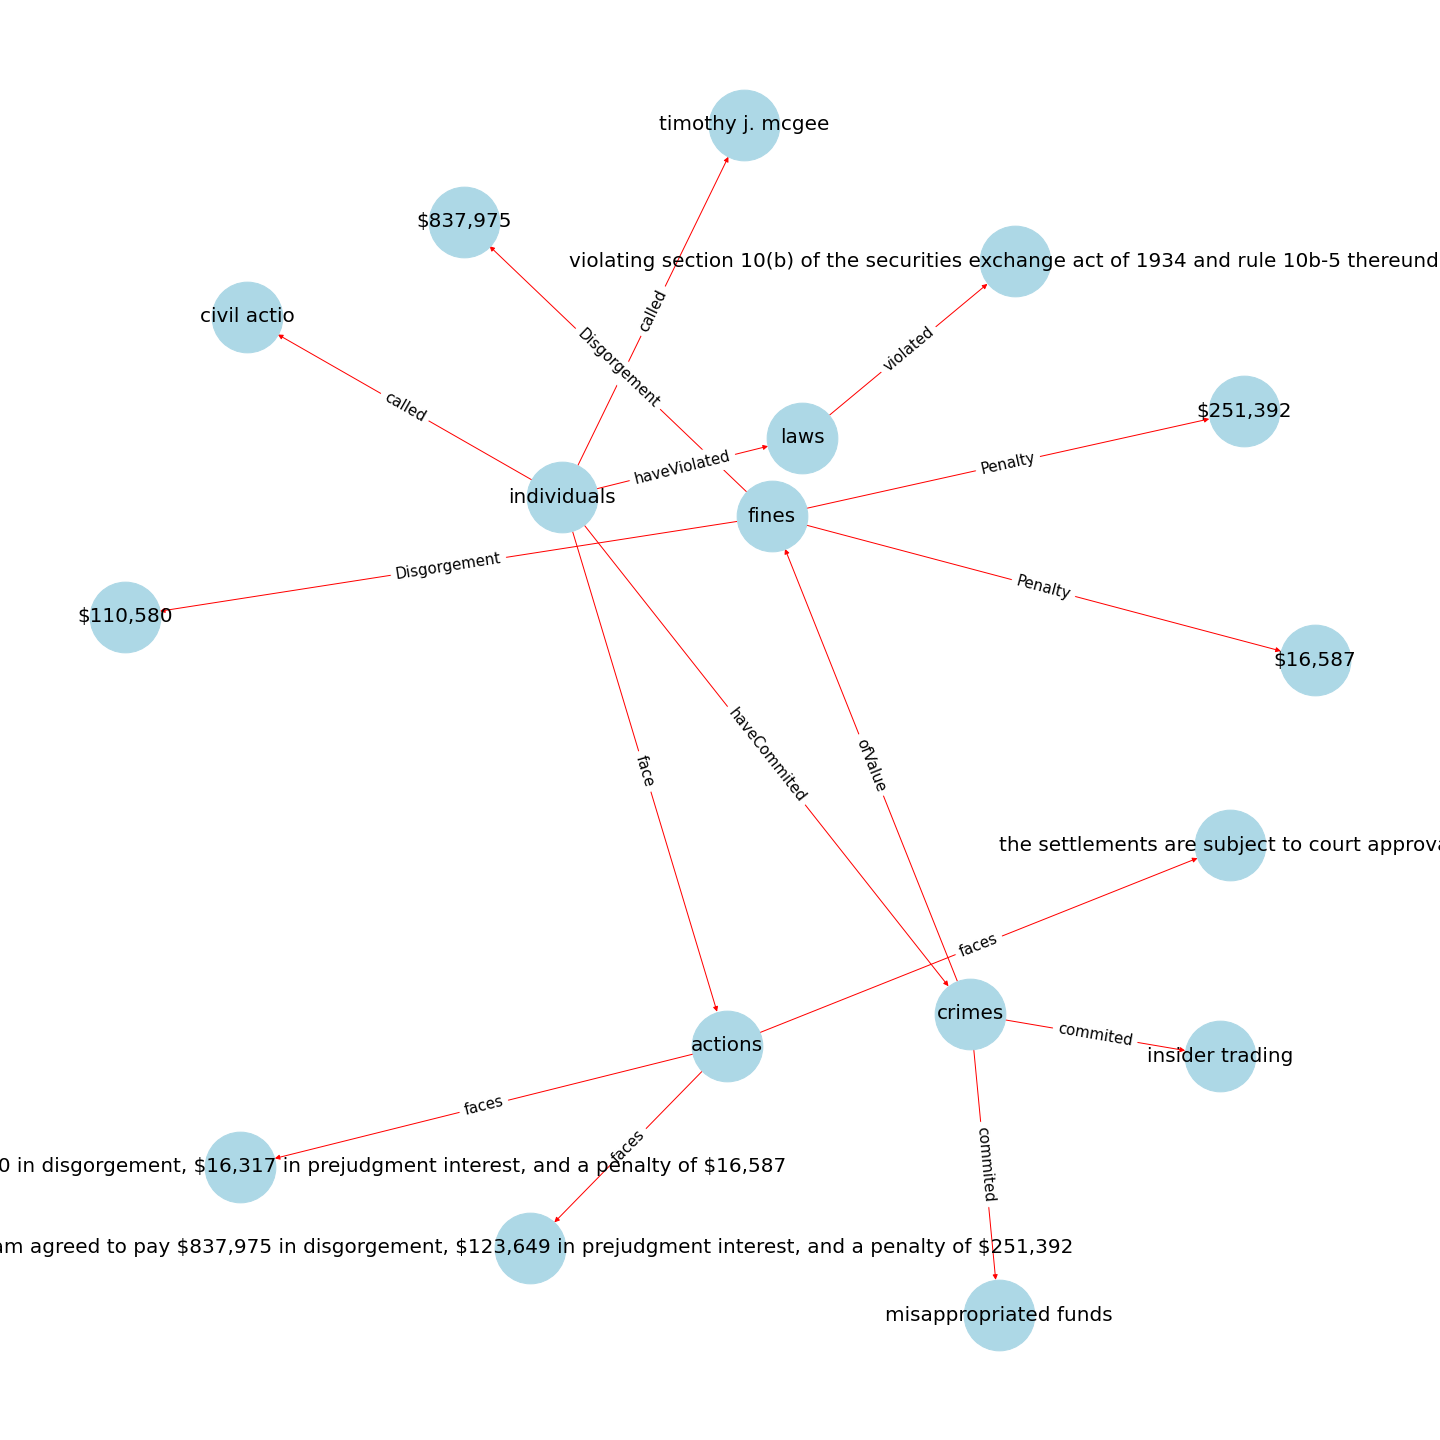 timothy j. mcgee
$837,975
violating section 10(b) of the securities exchange act of 1934 and rule 10b-5 thereund
civil actio
called
called
Disgorgement
violated
$251,392
laws
haveViolated
Penalty
individuals
fines
Disgorgement
Penalty
$110,580
$16,587
haveCommited
ofValue
face
the settlements are subject to court approva
faces
crimes
commited
actions
insider trading
faces
faces
commited
0 in disgorgement, $16,317 in prejudgment interest, and a penalty of $16,587
am agreed to pay $837,975 in disgorgement, $123,649 in prejudgment interest, and a penalty of $251,392
misappropriated funds